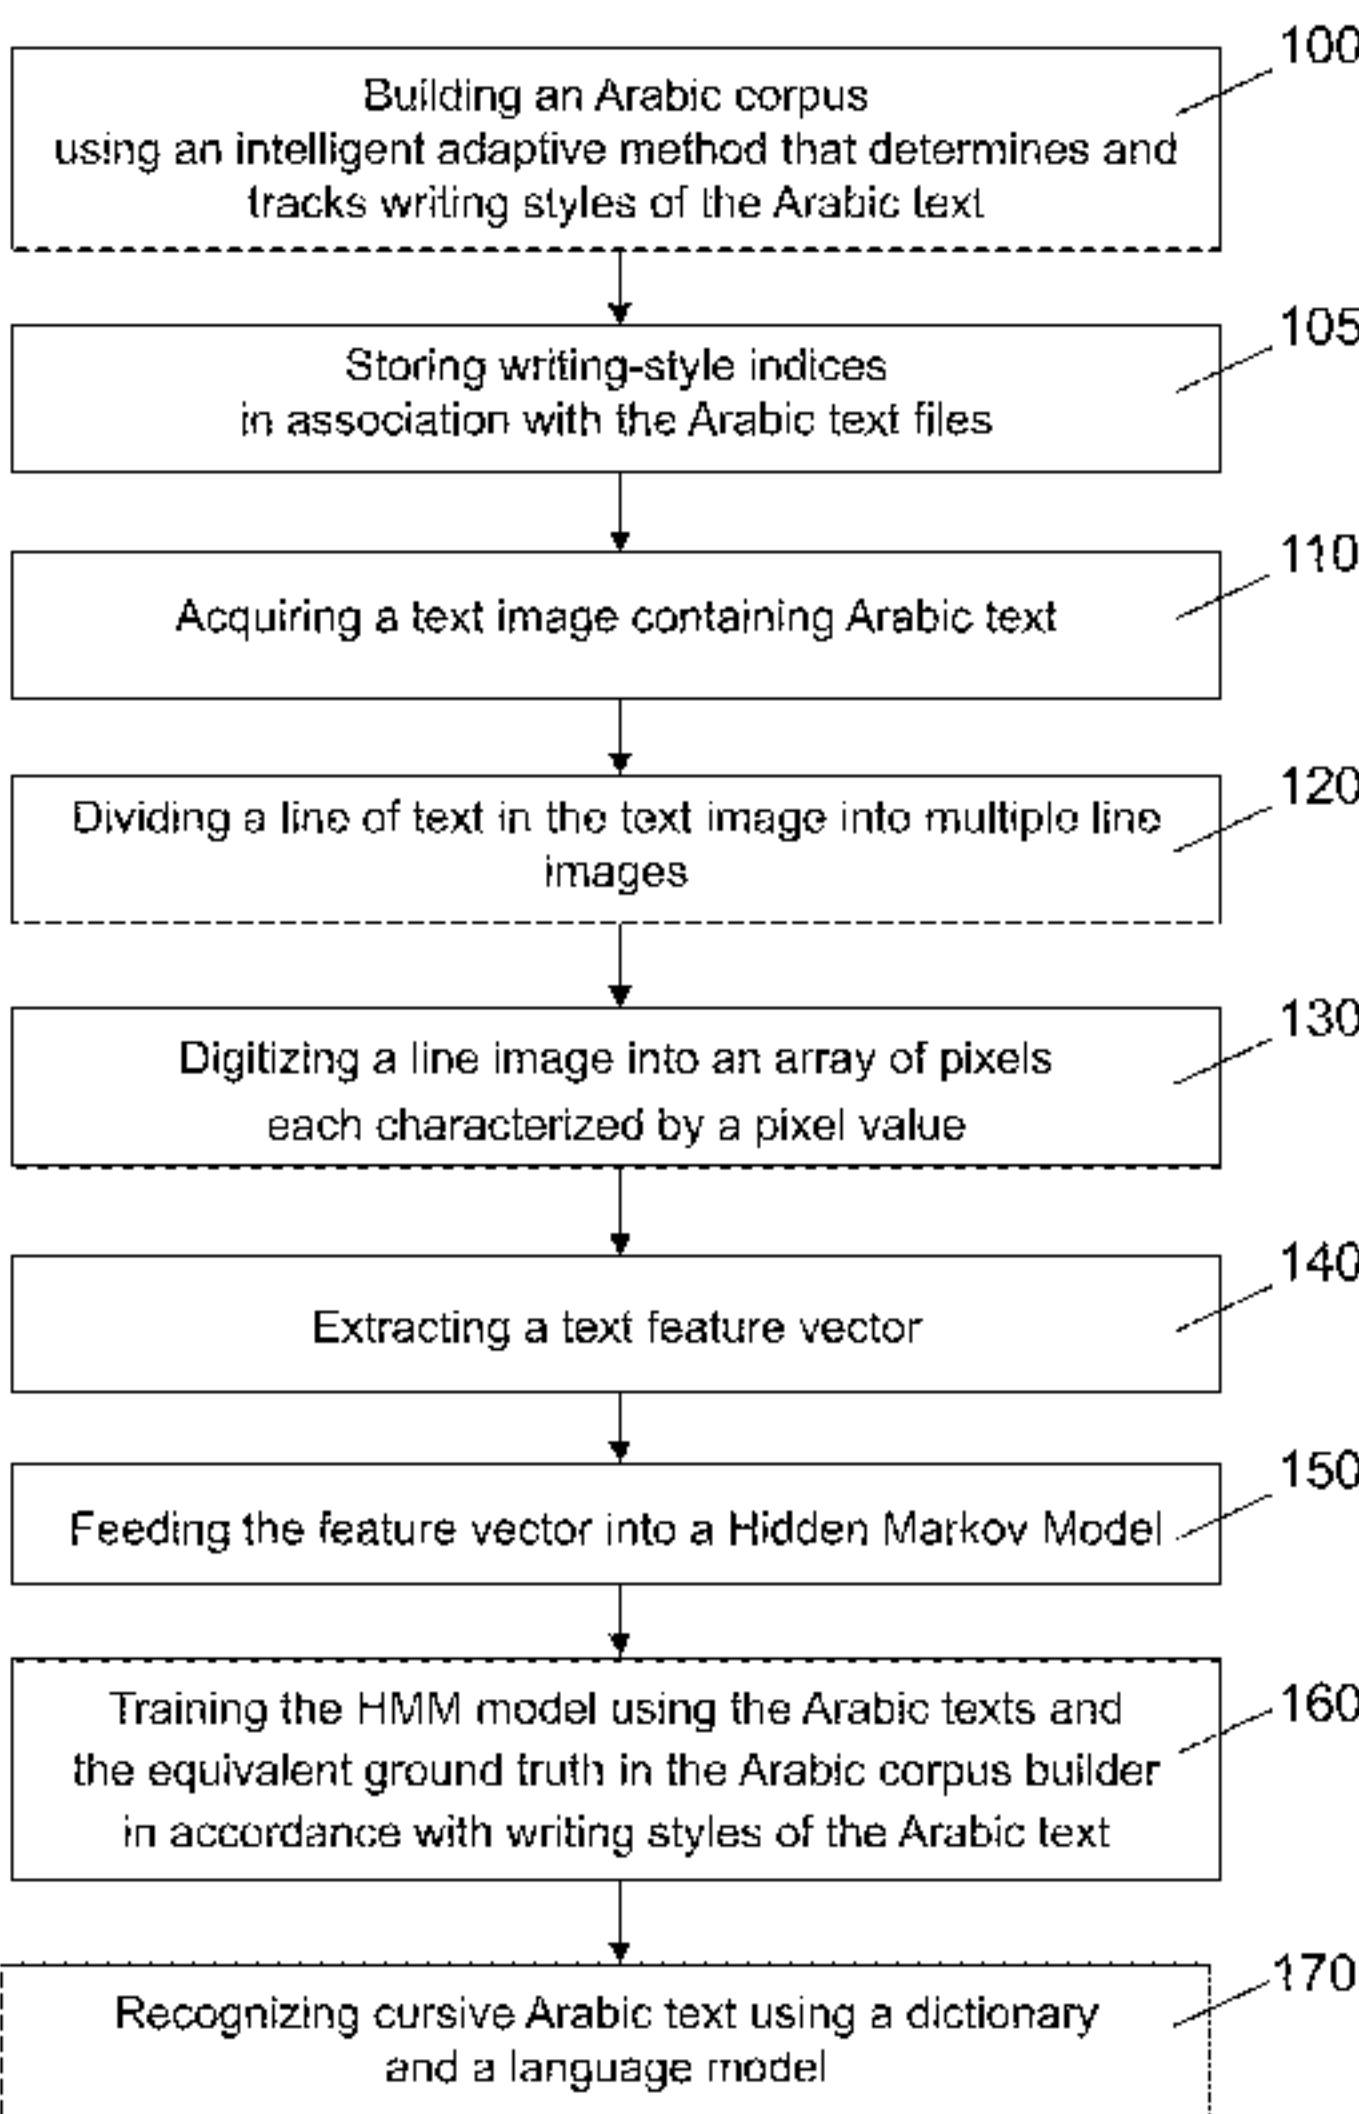 100
Building an Arabic corpus
using an intelligent adaptive method that determines and
tracks writing styles of the Arabic text
105
Storing writing-style indices
in association with the Arabic text files
110
Acquiring a text image containing Arabic text
120
Dividing a line of text in the text image into multiple line
images
130
Digitizing a line image into an array of pixels
each characterized by a pixel value
140
Extracting a text feature vector
150
Feeding the feature vector into a Hidden Markov Model
160
Training the HMM model using the Arabic texts and
the equivalent ground truth in the Arabic corpus builder
in accordance with writing styles of the Arabic text
170
Recognizing cursive Arabic text using a dictionary
and a language model